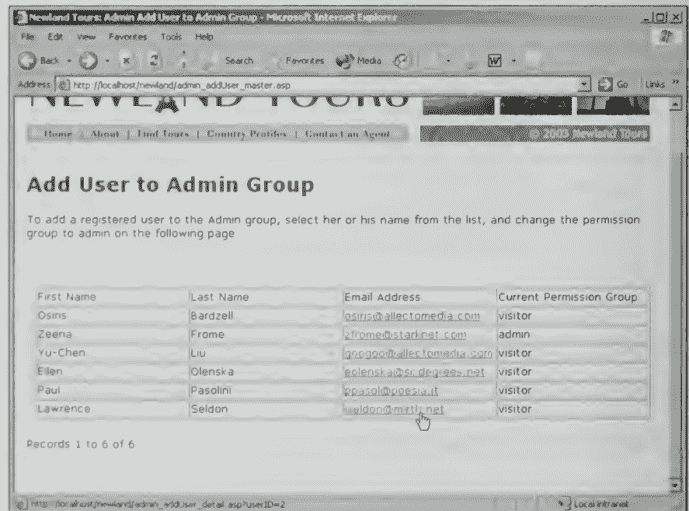 Newland Tours: Admin Add User to Admin Group - Microsoft Internet Explorer
File Edit View Favorites Tools Help
Back Search Favorites Media
Address http://localhost/newland/admin_addUser_master.asp Go Links »
NEWLAND TOURS
Home | About | Find Tours | Country Profiles | Contact an Agent © 2003 Newland Tours
Add User to Admin Group
To add a registered user to the Admin group, select her or his name from the list, and change the permission
group to admin on the following page
First Name Last Name Email Address Current Permission Group
Osiris Bardzell osiris@allectomedia.com visitor
Zeena Frome zfrome@starknet.com admin
Yu-Chen Liu googoo@allectomedia.com visitor
Ellen Olenska visitor
Paul Pasolini ppasol@poesia.it visitor
Lawrence Seldon visitor
Records 1 to 6 of 6
http://localhost/newland/admin_addUser_detail.asp?userID=2 Local intranet